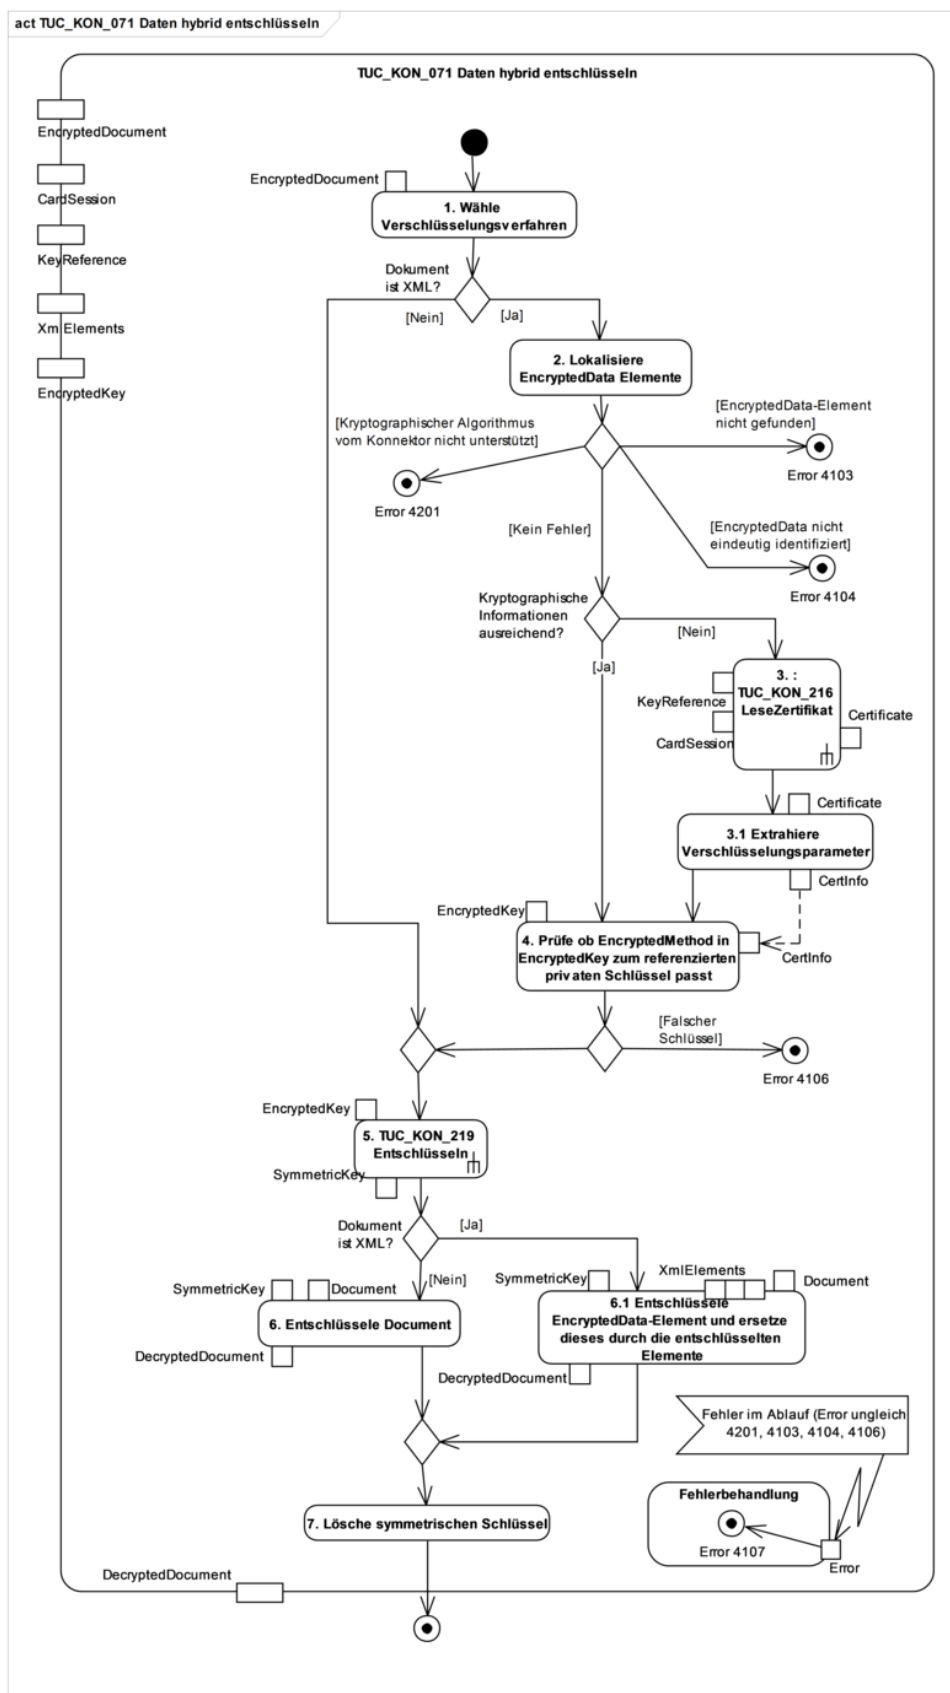 act TUC_KON_071 Daten hybrid entschlüsseln
TUC_KON_071 Daten hybrid entschlüsseln
EncryptedDocument
CardSession
KeyReference
XmlElements
EncryptedKey
EncryptedDocument
1. Wähle
Verschlüsselungsverfahren
Dokument
ist XML?
[Nein]
[Ja]
2. Lokalisiere
EncryptedData Elemente
[Kryptographischer Algorithmus
vom Konnektor nicht unterstützt]
[EncryptedData-Element
nicht gefunden]
Error 4103
Error 4201
[Kein Fehler]
[EncryptedData nicht
eindeutig identifiziert]
Error 4104
Kryptographische
Informationen
ausreichend?
[Nein]
[Ja]
3. :
TUC_KON_216
LeseZertifikat
KeyReference
CardSession
Certificate
Certificate
3.1 Extrahiere
Verschlüsselungsparameter
CertInfo
EncryptedKey
4. Prüfe ob EncryptedMethod in
EncryptedKey zum referenzierten
privaten Schlüssel passt
CertInfo
[Falscher
Schlüssel]
Error 4106
EncryptedKey
5. TUC_KON_219
Entschlüsseln
SymmetricKey
Dokument
ist XML?
[Ja]
[Nein]
SymmetricKey
Document
6. Entschlüssele Document
DecryptedDocument
SymmetricKey
XmlElements
Document
6.1 Entschlüssele
EncryptedData-Element und ersetze
dieses durch die entschlüsselten
Elemente
DecryptedDocument
Fehler im Ablauf (Error ungleich
4201, 4103, 4104, 4106)
Fehlerbehandlung
Error 4107
Error
7. Lösche symmetrischen Schlüssel
DecryptedDocument